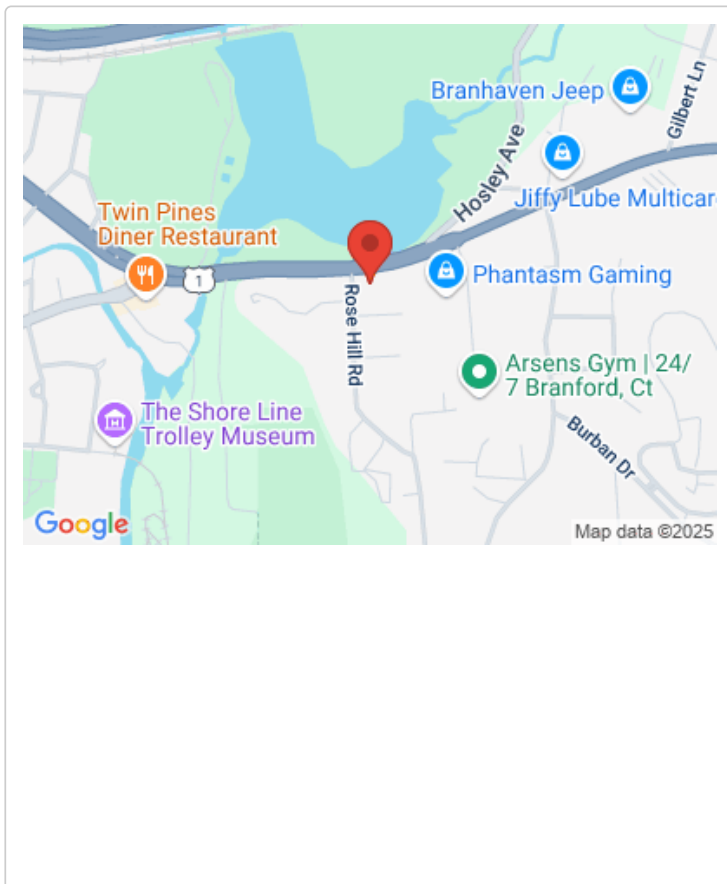 Branhaven Jeep
Gilbert Ln
Hosley Ave
Jiffy Lube Multicar
Twin Pines
Diner Restaurant
1
Phantasm Gaming
Rose Hill Rd
Arsens Gym | 24/
7 Branford, Ct
The Shore Line
Trolley Museum
Burban Dr
Google
Map data ©2025